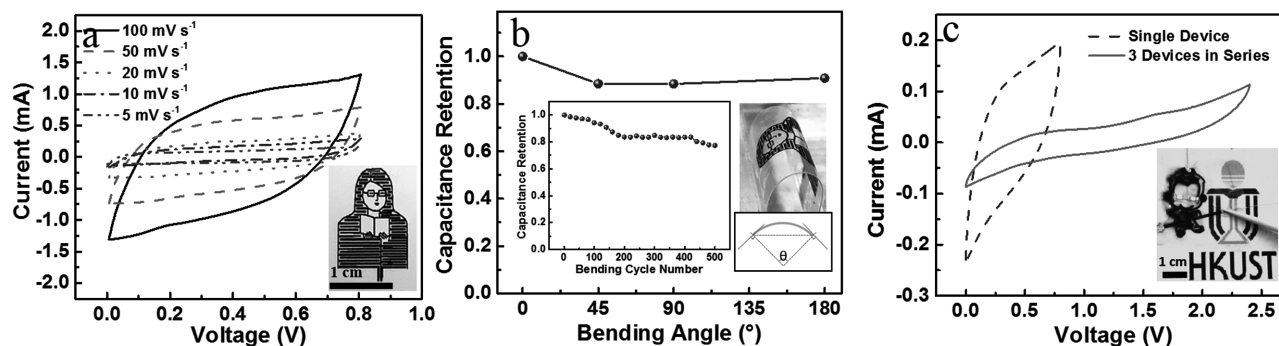 a
100 mV s-1
50 mV s-1
20 mV s-1
10 mV s-1
5 mV s-1
2.0
1.5
1.0
0.5
0.0
-0.5
-1.0
-1.5
-2.0
Current (mA)
0.0 0.2 0.4 0.6 0.8 1.0
Voltage (V)
1 cm
b
1.0
0.8
0.6
0.4
0.2
0.0
Capacitance Retention
0 45 90 135 180
Bending Angle (°)
1.0
0.8
0.6
0.4
0.2
0.0
Capacitance Retention
0 100 200 300 400 500
Bending Cycle Number
θ
c
Single Device
3 Devices in Series
0.2
0.1
0.0
-0.1
-0.2
-0.3
Current (mA)
0.0 0.5 1.0 1.5 2.0 2.5
Voltage (V)
1 cm
HKUST